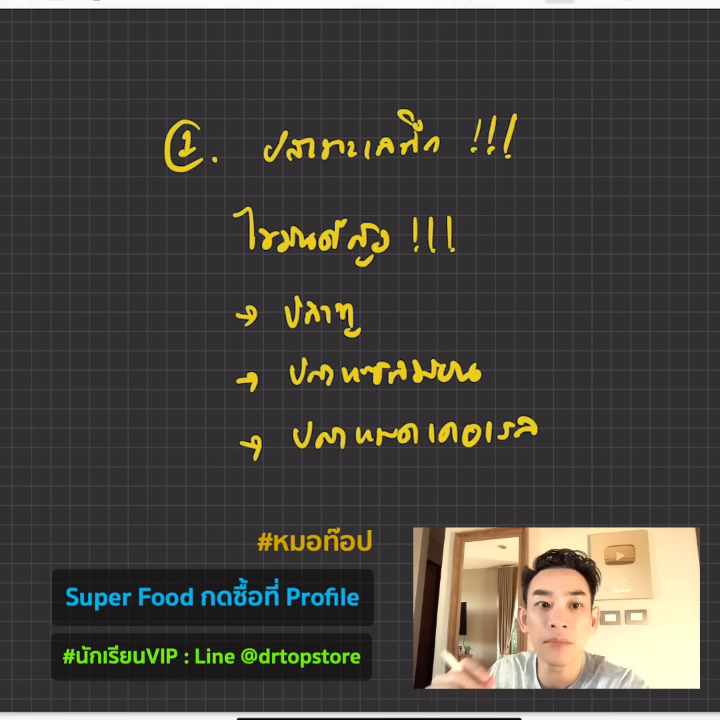 1. ปลาทะเลลึก !!!
ไขมันดีสูง !!!
→ ปลาทู
→ ปลาแซลมอน
→ ปลาแมคเคอเรล
#หมอท๊อป
Super Food กดซื้อที่ Profile
#นักเรียนVIP : Line @drtopstore